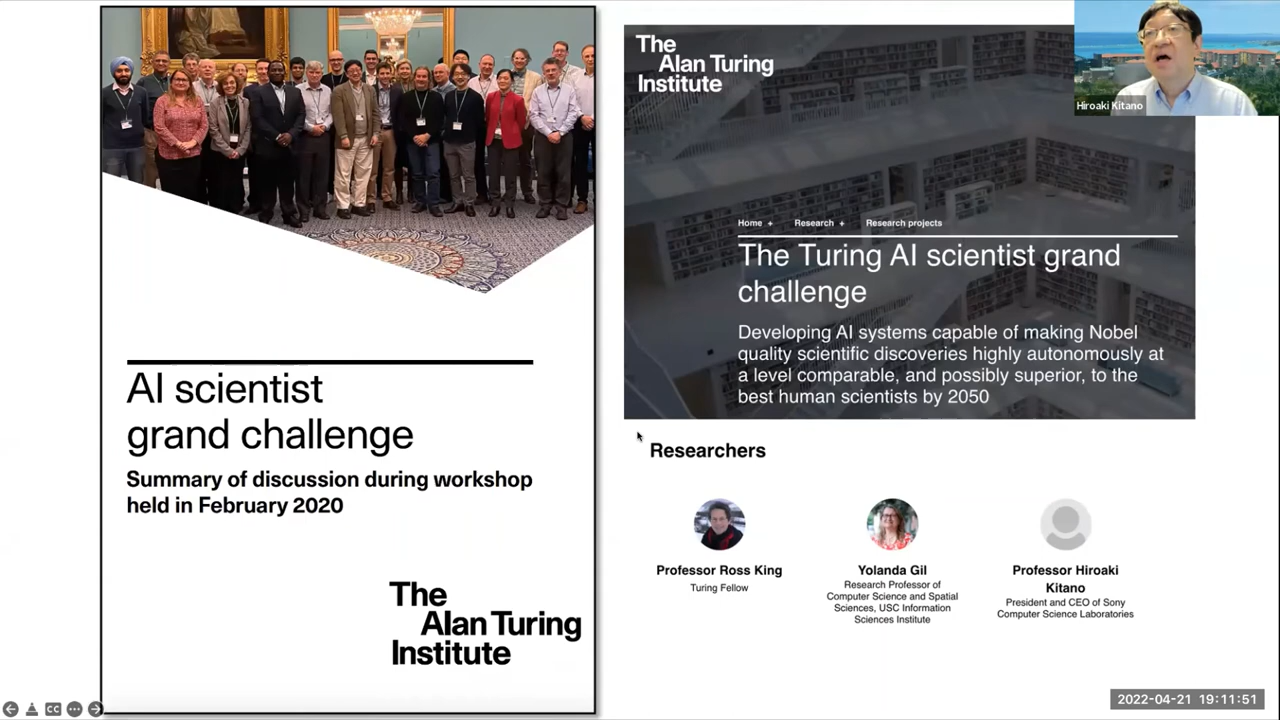 AI scientist
grand challenge
Summary of discussion during workshop
held in February 2020
The
Alan Turing
Institute
The
Alan Turing
Institute
Home +
Research +
Research projects
The Turing AI scientist grand
challenge
Developing AI systems capable of making Nobel
quality scientific discoveries highly autonomously at
a level comparable, and possibly superior, to the
best human scientists by 2050
Researchers
Professor Ross King
Turing Fellow
Yolanda Gil
Research Professor of
Computer Science and Spatial
Sciences, USC Information
Sciences Institute
Professor Hiroaki
Kitano
President and CEO of Sony
Computer Science Laboratories
Hiroaki Kitano
CC
2022-04-21 19:11:51